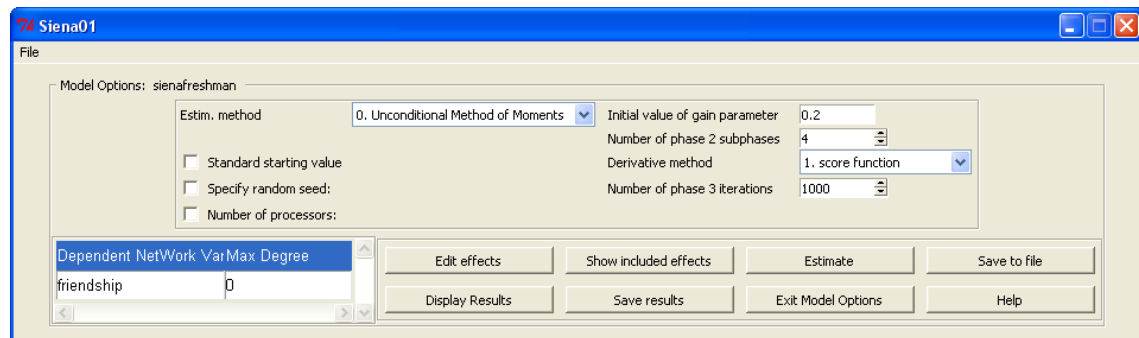 Siena01
File
Model Options: sienafreshman
Estim. method
0. Unconditional Method of Moments
Initial value of gain parameter
0.2
Number of phase 2 subphases
4
Standard starting value
Derivative method
1. score function
Specify random seed:
Number of phase 3 iterations
1000
Number of processors:
Dependent NetWork Var Max Degree
friendship 0
Edit effects
Show included effects
Estimate
Save to file
Display Results
Save results
Exit Model Options
Help